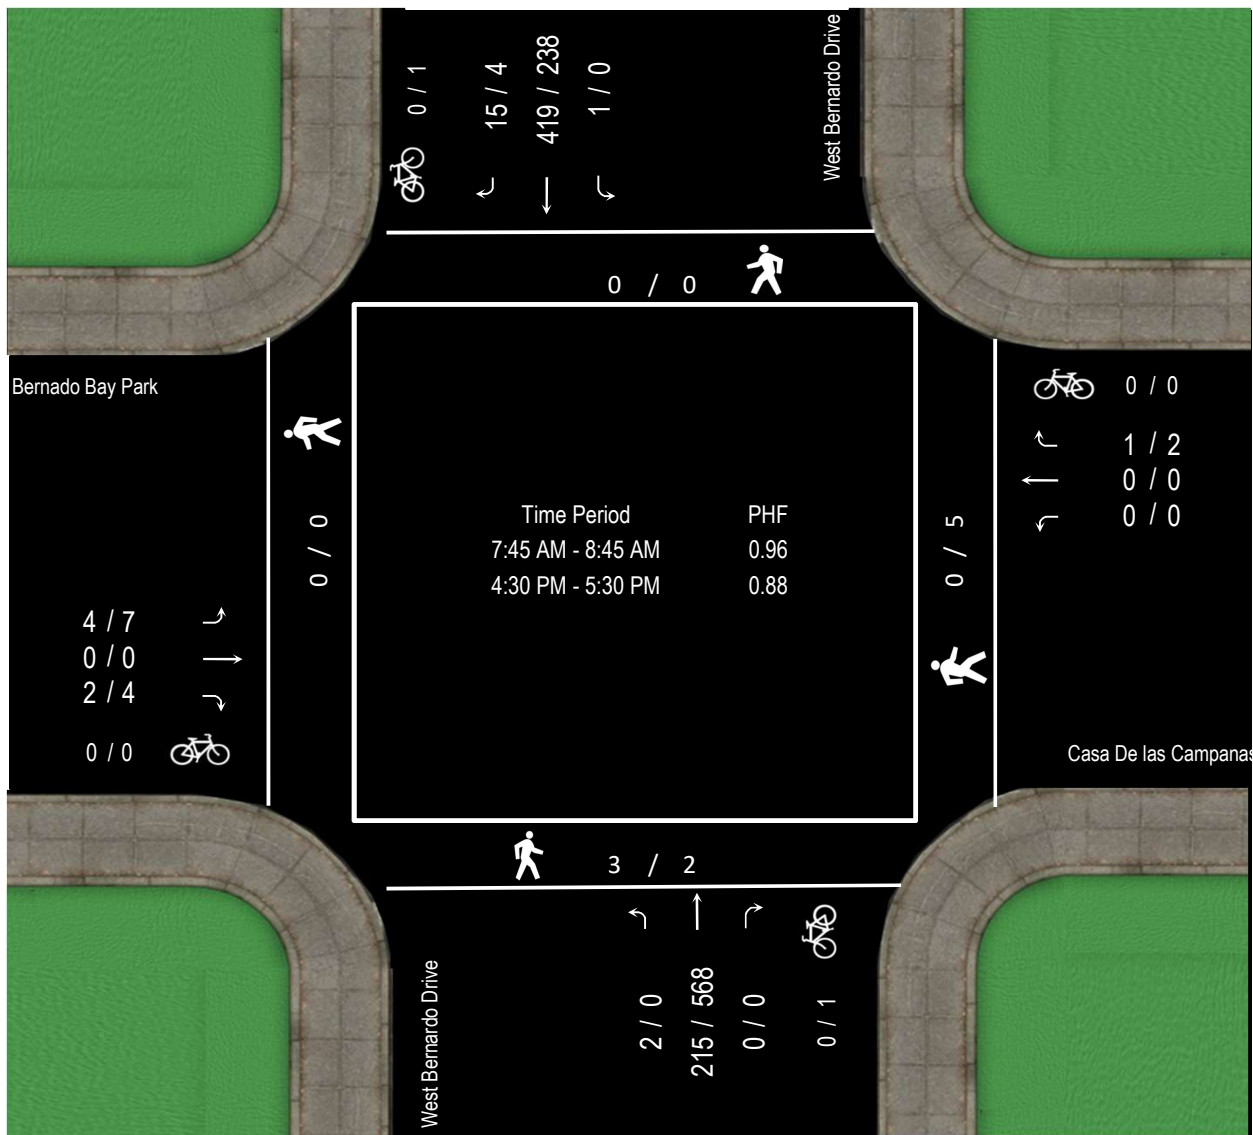 0 / 1
15 / 4
419 / 238
1 / 0
West Bernardo Drive
0 / 0
Bernado Bay Park
0 / 0
1 / 2
0 / 0
0 / 0
0 / 0
0 / 5
Time Period PHF
7:45 AM - 8:45 AM 0.96
4:30 PM - 5:30 PM 0.88
4 / 7
0 / 0
2 / 4
0 / 0
Casa De las Campanas
3 / 2
West Bernardo Drive
2 / 0
215 / 568
0 / 0
0 / 1